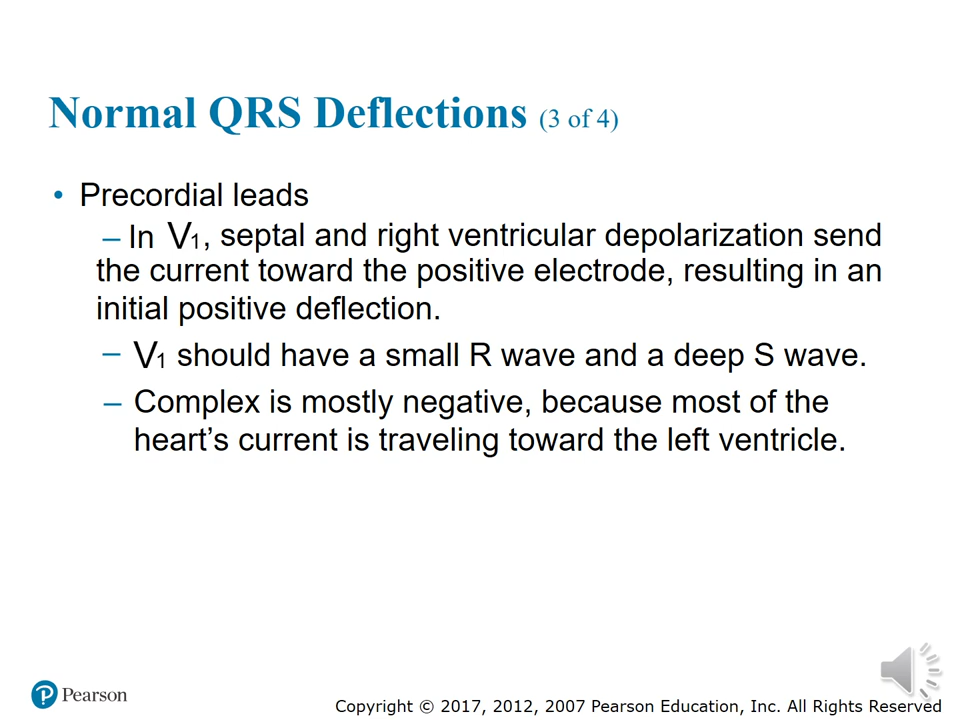 Normal QRS Deflections (3 of 4)
• Precordial leads
– In V₁, septal and right ventricular depolarization send
the current toward the positive electrode, resulting in an
initial positive deflection.
– V₁ should have a small R wave and a deep S wave.
– Complex is mostly negative, because most of the
heart’s current is traveling toward the left ventricle.
P Pearson
Copyright © 2017, 2012, 2007 Pearson Education, Inc. All Rights Reserved